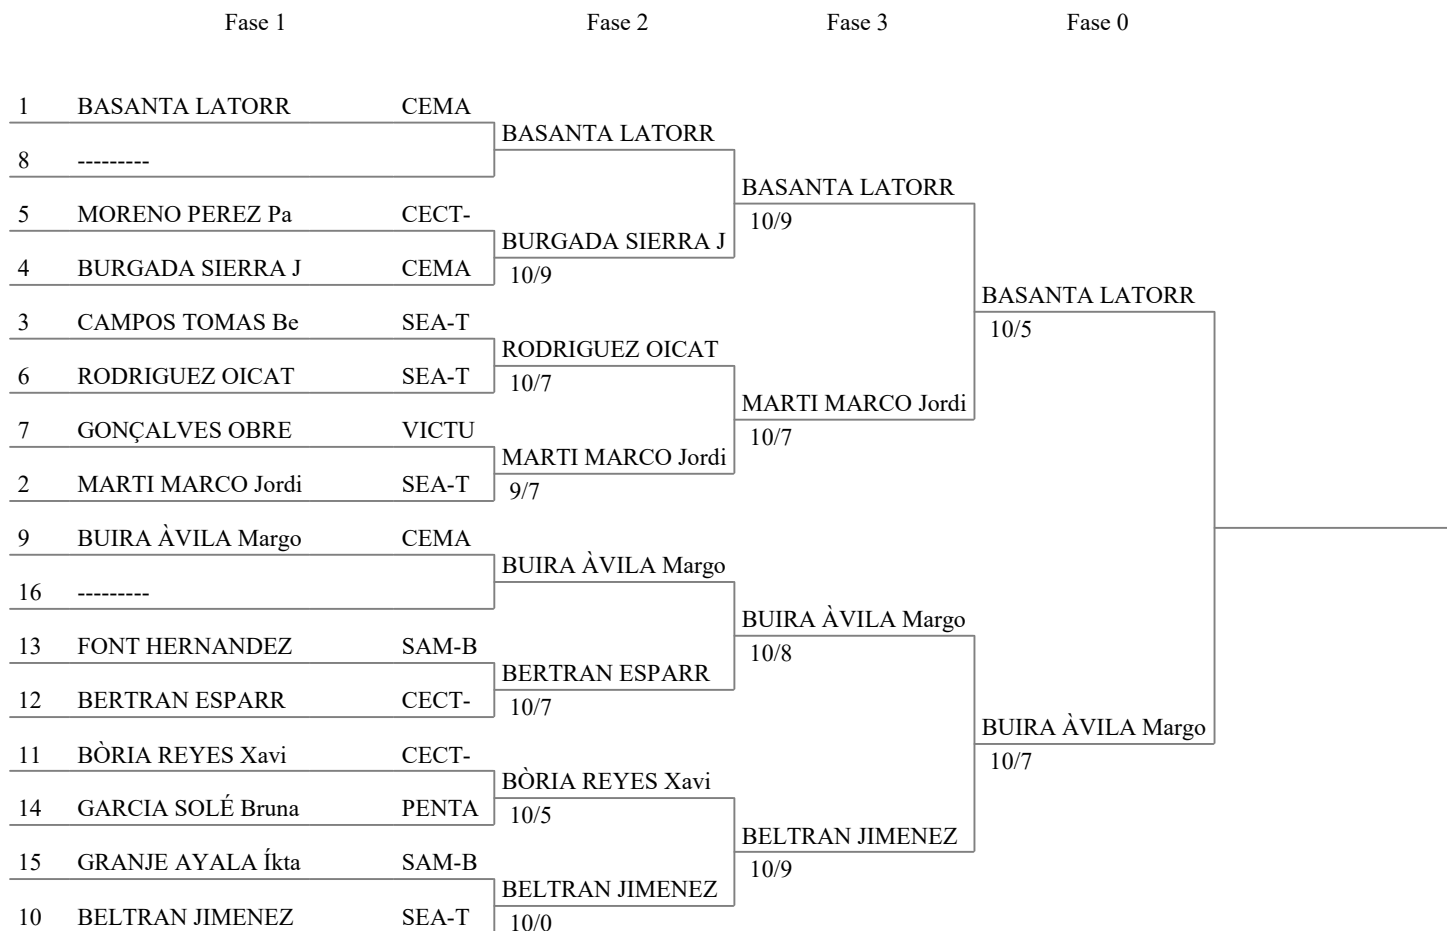 Fase 1 Fase 2 Fase 3 Fase 0
1 BASANTA LATORR CEMA
BASANTA LATORR
8 ---------
BASANTA LATORR
5 MORENO PEREZ Pa CECT-
10/9
BURGADA SIERRA J
4 BURGADA SIERRA J CEMA
10/9
BASANTA LATORR
3 CAMPOS TOMAS Be SEA-T
10/5
RODRIGUEZ OICAT
6 RODRIGUEZ OICAT SEA-T
10/7
MARTI MARCO Jordi
7 GONÇALVES OBRE VICTU
10/7
MARTI MARCO Jordi
2 MARTI MARCO Jordi SEA-T
9/7
9 BUIRA ÀVILA Margo CEMA
BUIRA ÀVILA Margo
16 ---------
BUIRA ÀVILA Margo
13 FONT HERNANDEZ SAM-B
10/8
BERTRAN ESPARR
12 BERTRAN ESPARR CECT-
10/7
BUIRA ÀVILA Margo
11 BÒRIA REYES Xavi CECT-
10/7
BÒRIA REYES Xavi
14 GARCIA SOLÉ Bruna PENTA
10/5
BELTRAN JIMENEZ
15 GRANJE AYALA Íkta SAM-B
10/9
BELTRAN JIMENEZ
10 BELTRAN JIMENEZ SEA-T
10/0